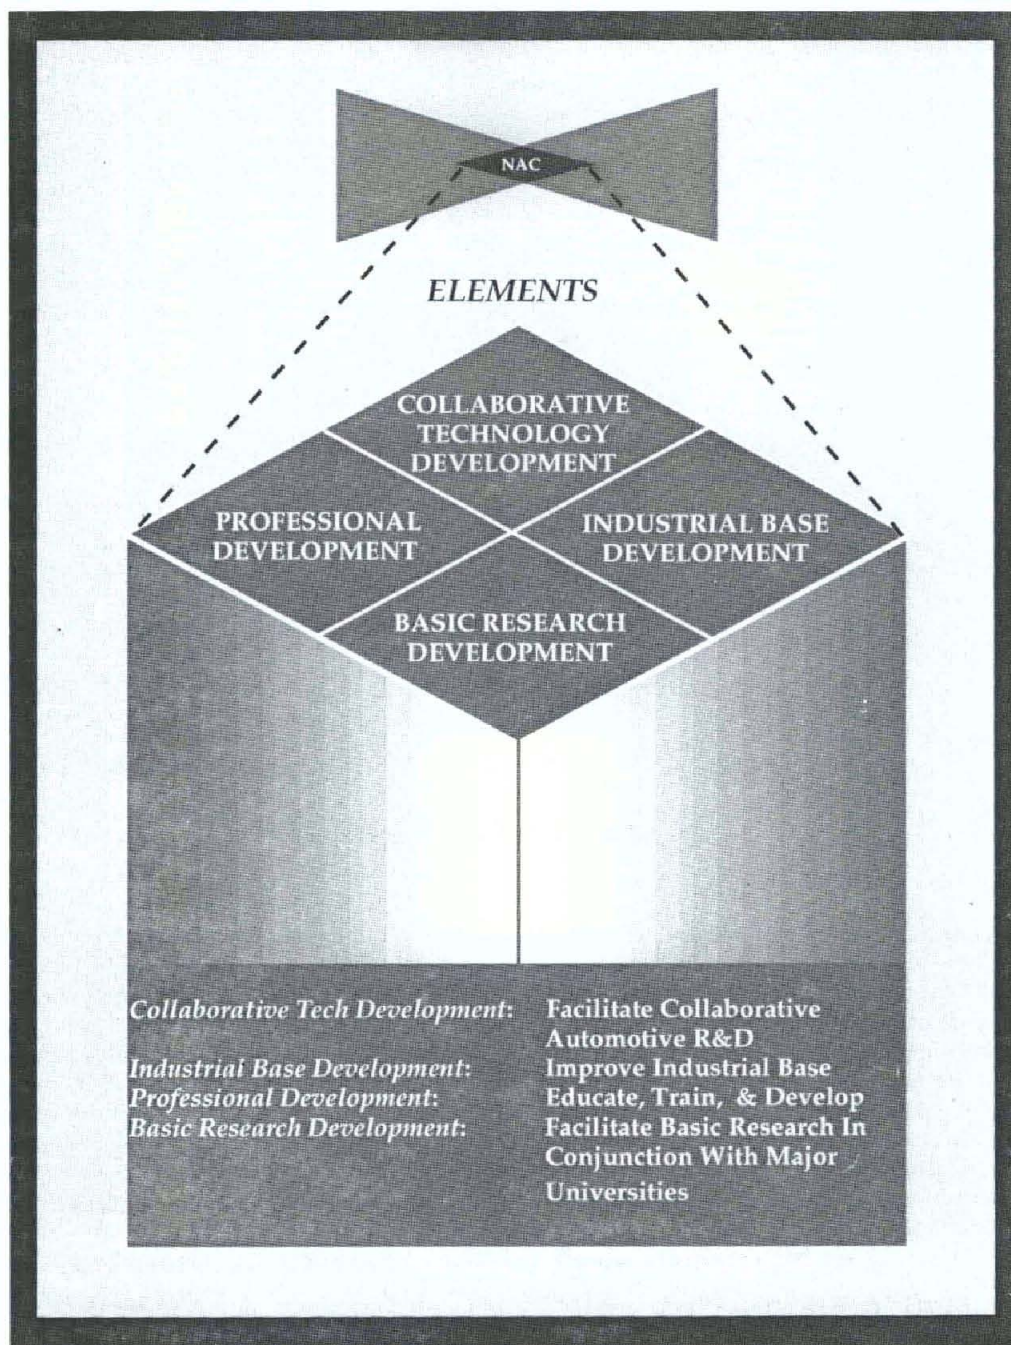 NAC
ELEMENTS
COLLABORATIVE
TECHNOLOGY
DEVELOPMENT
PROFESSIONAL
DEVELOPMENT
INDUSTRIAL BASE
DEVELOPMENT
BASIC RESEARCH
DEVELOPMENT
Collaborative Tech Development: Facilitate Collaborative
Automotive R&D
Industrial Base Development: Improve Industrial Base
Professional Development: Educate, Train, & Develop
Basic Research Development: Facilitate Basic Research In
Conjunction With Major
Universities